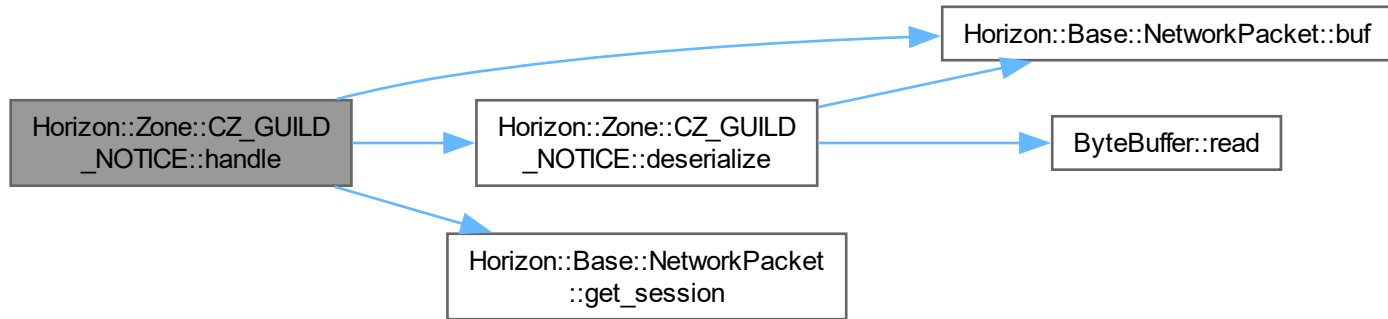 Horizon::Zone::CZ_GUILD
_NOTICE::handle
Horizon::Zone::CZ_GUILD
_NOTICE::deserialize
Horizon::Base::NetworkPacket::buf
ByteBuffer::read
Horizon::Base::NetworkPacket
::get_session